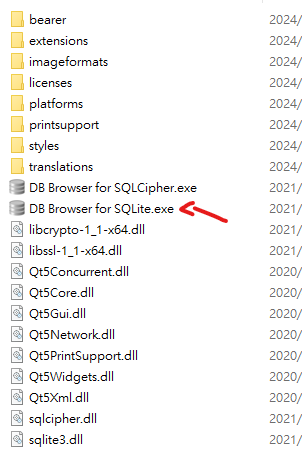 bearer 2024/
extensions 2024/
imageformats 2024/
licenses 2024/
platforms 2024/
printsupport 2024/
styles 2024/
translations 2024/
DB Browser for SQLCipher.exe 2021/
DB Browser for SQLite.exe 2021/
libcrypto-1_1-x64.dll 2021/
libssl-1_1-x64.dll 2021/
Qt5Concurrent.dll 2020/
Qt5Core.dll 2020/
Qt5Gui.dll 2020/
Qt5Network.dll 2020/
Qt5PrintSupport.dll 2020/
Qt5Widgets.dll 2020/
Qt5Xml.dll 2020/
sqlcipher.dll 2021/
sqlite3.dll 2021/